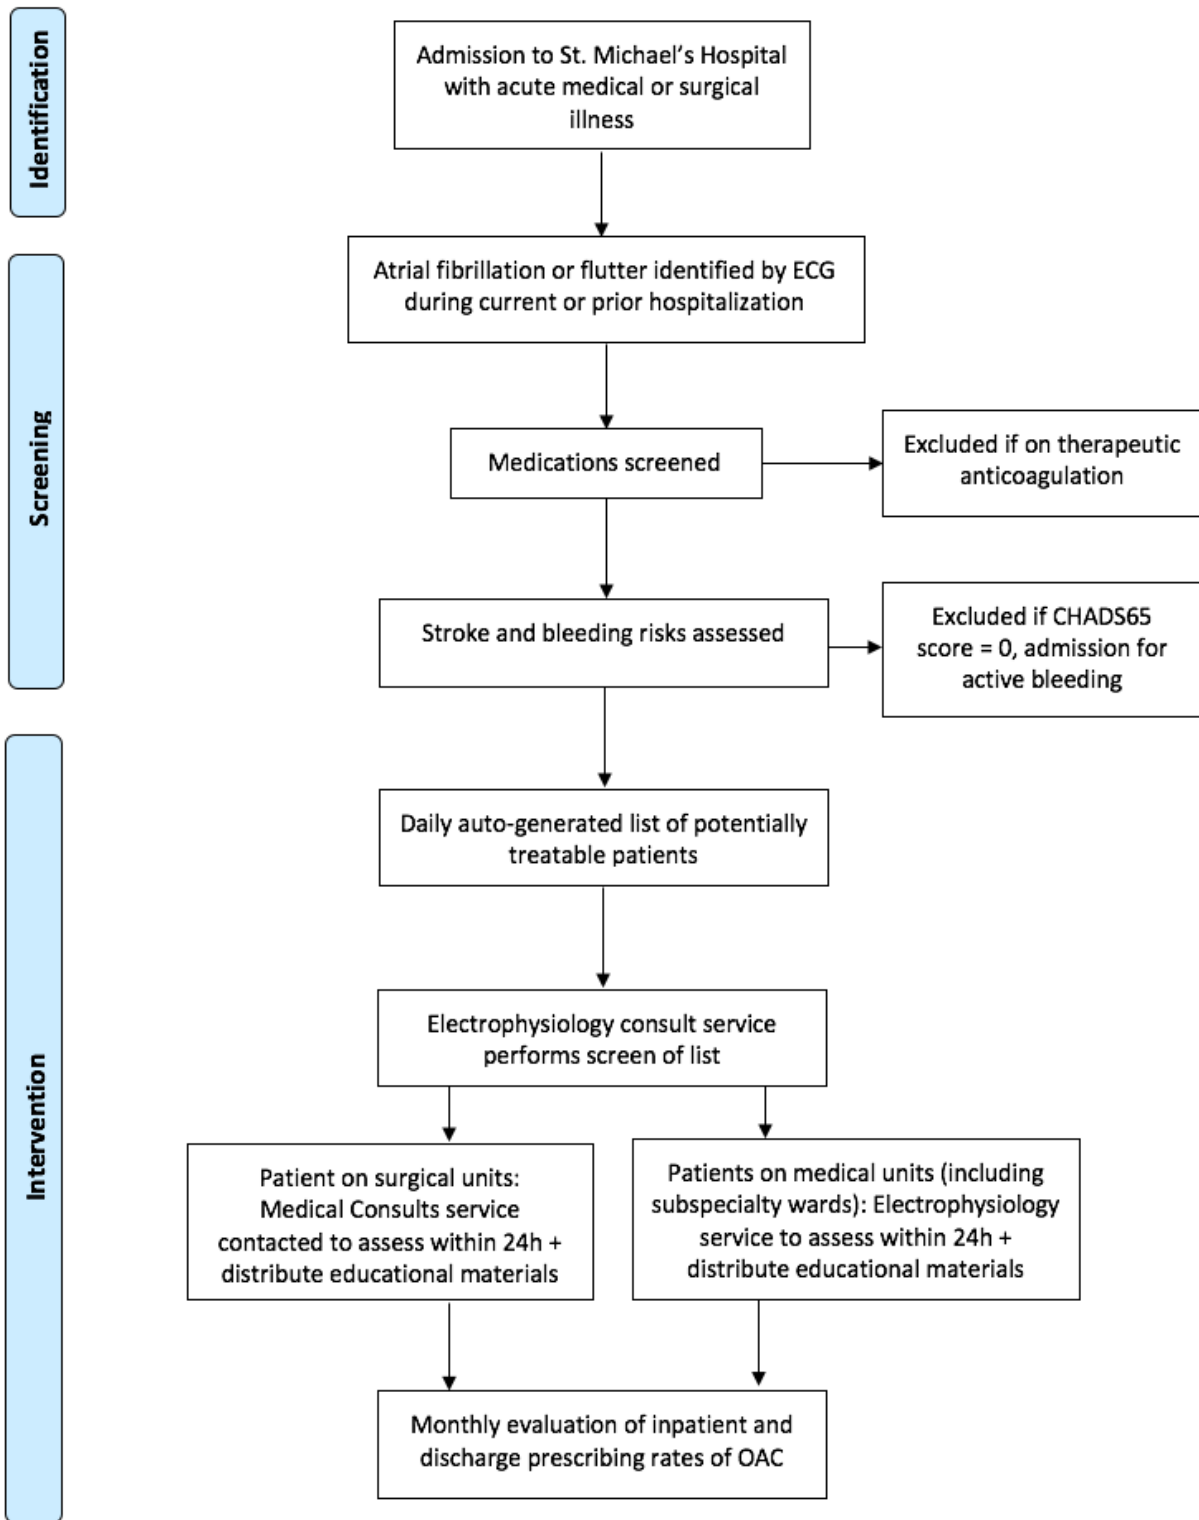 Identification
Admission to St. Michael's Hospital
with acute medical or surgical
illness
Screening
Atrial fibrillation or flutter identified by ECG
during current or prior hospitalization
Medications screened
Excluded if on therapeutic
anticoagulation
Stroke and bleeding risks assessed
Excluded if CHADS65
score = 0, admission for
active bleeding
Intervention
Daily auto-generated list of potentially
treatable patients
Electrophysiology consult service
performs screen of list
Patient on surgical units:
Medical Consults service
contacted to assess within 24h +
distribute educational materials
Patients on medical units (including
subspecialty wards): Electrophysiology
service to assess within 24h +
distribute educational materials
Monthly evaluation of inpatient and
discharge prescribing rates of OAC